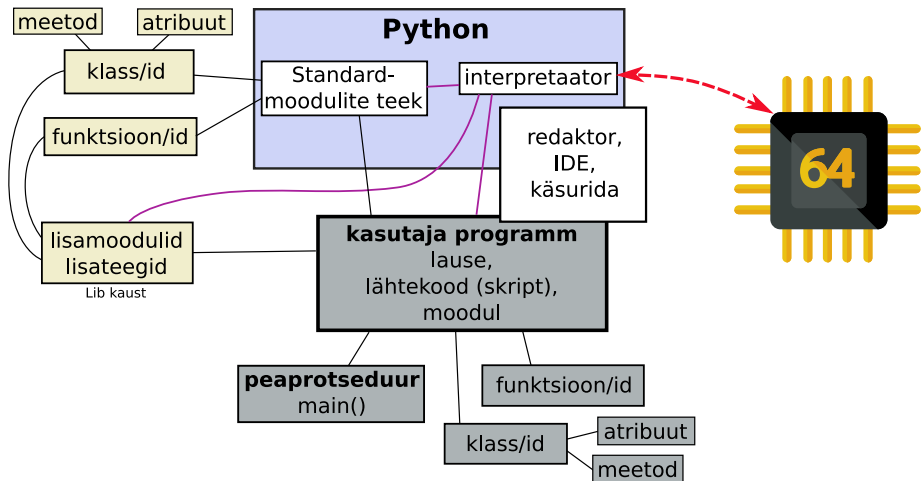 meetod
atribuut
klass/id
funktsioon/id
lisamoodulid
lisateegid
Lib kaust
Python
Standard-
moodulite teek
interpretaator
redaktor,
IDE,
käsurida
64
kasutaja programm
lause,
lähtekood (skript),
moodul
peaprotseduur
main()
funktsioon/id
klass/id
atribuut
meetod